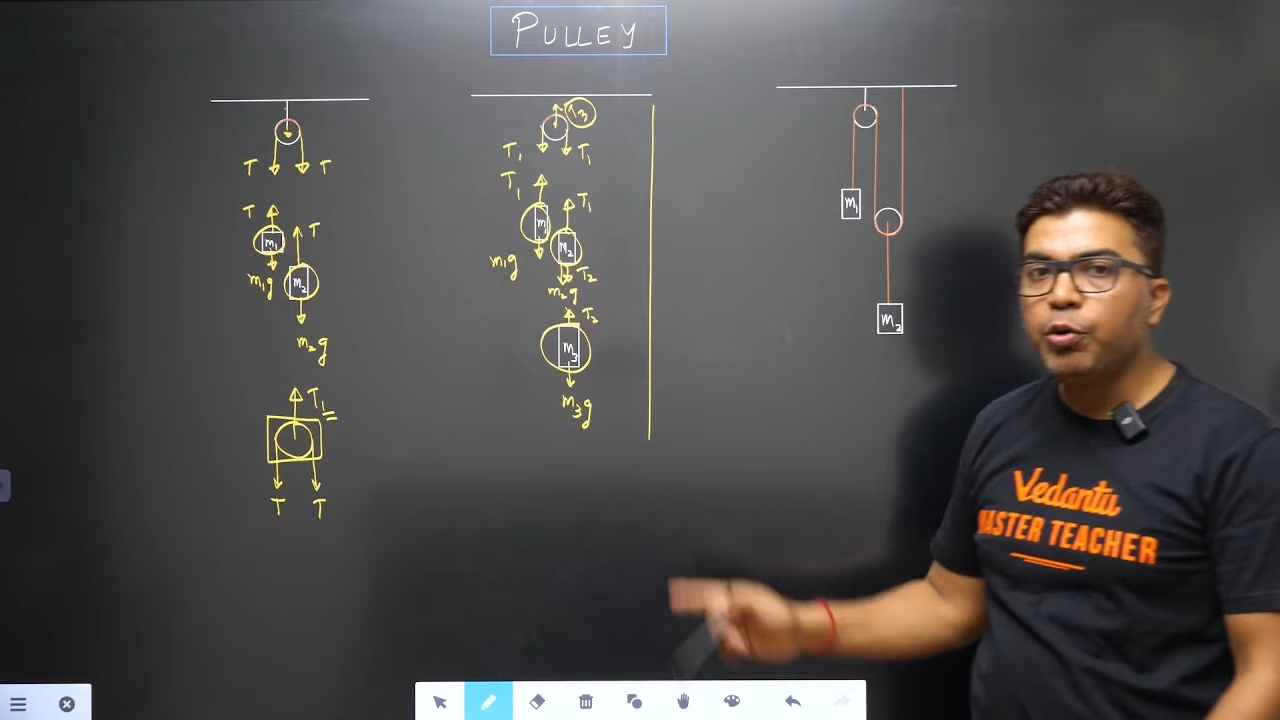 PULLEY
T T
T
m₁
T
m₁g
m₂
m₂g
T₁
T T
T₃
T₁ T₁
T₁
m₁
T₁
m₂
m₁g
T₂
m₂g
T₂
m₃
m₃g
m₁
m₂
Vedantu
MASTER TEACHER